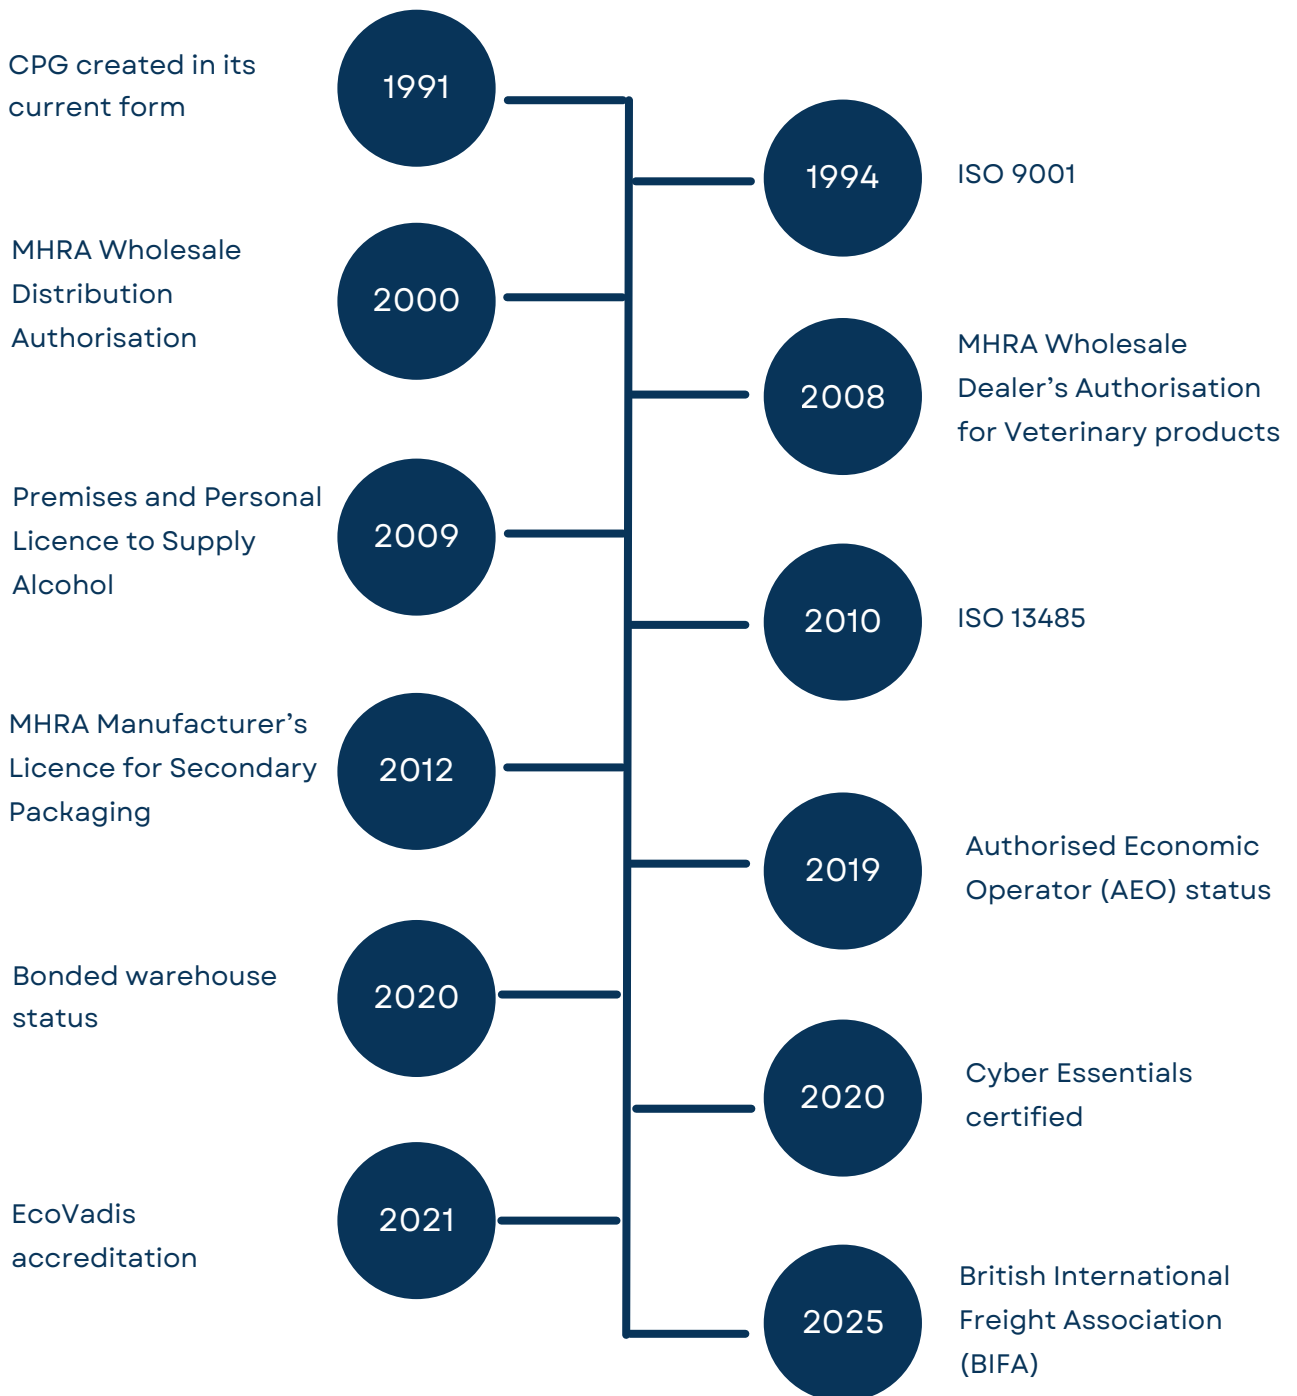 CPG created in its
current form
1991
1994
ISO 9001
MHRA Wholesale
Distribution
Authorisation
2000
2008
MHRA Wholesale
Dealer’s Authorisation
for Veterinary products
Premises and Personal
Licence to Supply
Alcohol
2009
2010
ISO 13485
MHRA Manufacturer’s
Licence for Secondary
Packaging
2012
2019
Authorised Economic
Operator (AEO) status
Bonded warehouse
status
2020
2020
Cyber Essentials
certified
EcoVadis
accreditation
2021
2025
British International
Freight Association
(BIFA)